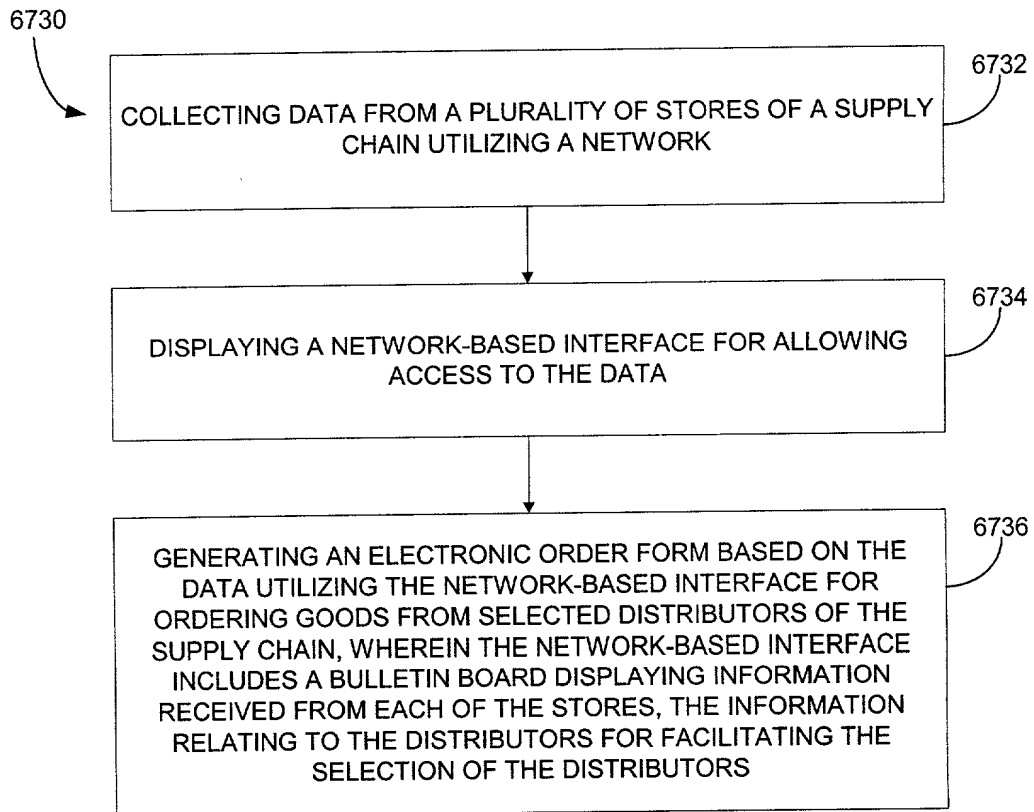 6730
6732
COLLECTING DATA FROM A PLURALITY OF STORES OF A SUPPLY
CHAIN UTILIZING A NETWORK
6734
DISPLAYING A NETWORK-BASED INTERFACE FOR ALLOWING
ACCESS TO THE DATA
6736
GENERATING AN ELECTRONIC ORDER FORM BASED ON THE
DATA UTILIZING THE NETWORK-BASED INTERFACE FOR
ORDERING GOODS FROM SELECTED DISTRIBUTORS OF THE
SUPPLY CHAIN, WHEREIN THE NETWORK-BASED INTERFACE
INCLUDES A BULLETIN BOARD DISPLAYING INFORMATION
RECEIVED FROM EACH OF THE STORES, THE INFORMATION
RELATING TO THE DISTRIBUTORS FOR FACILITATING THE
SELECTION OF THE DISTRIBUTORS